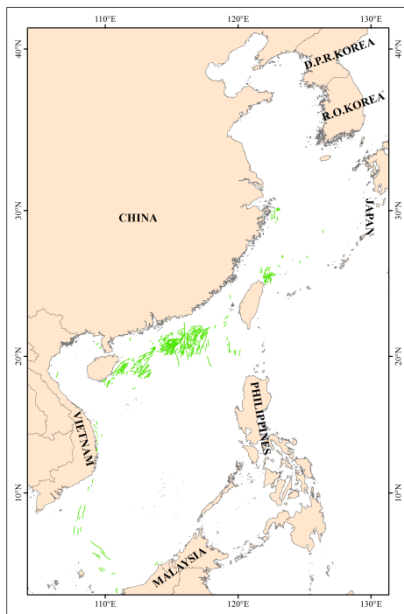 110°E 120°E 130°E
40°N 40°N
D.P.R.KOREA
R.O.KOREA
30°N 30°N
CHINA
JAPAN
20°N 20°N
PHILIPPINES
VIETNAM
10°N 10°N
MALAYSIA
110°E 120°E 130°E